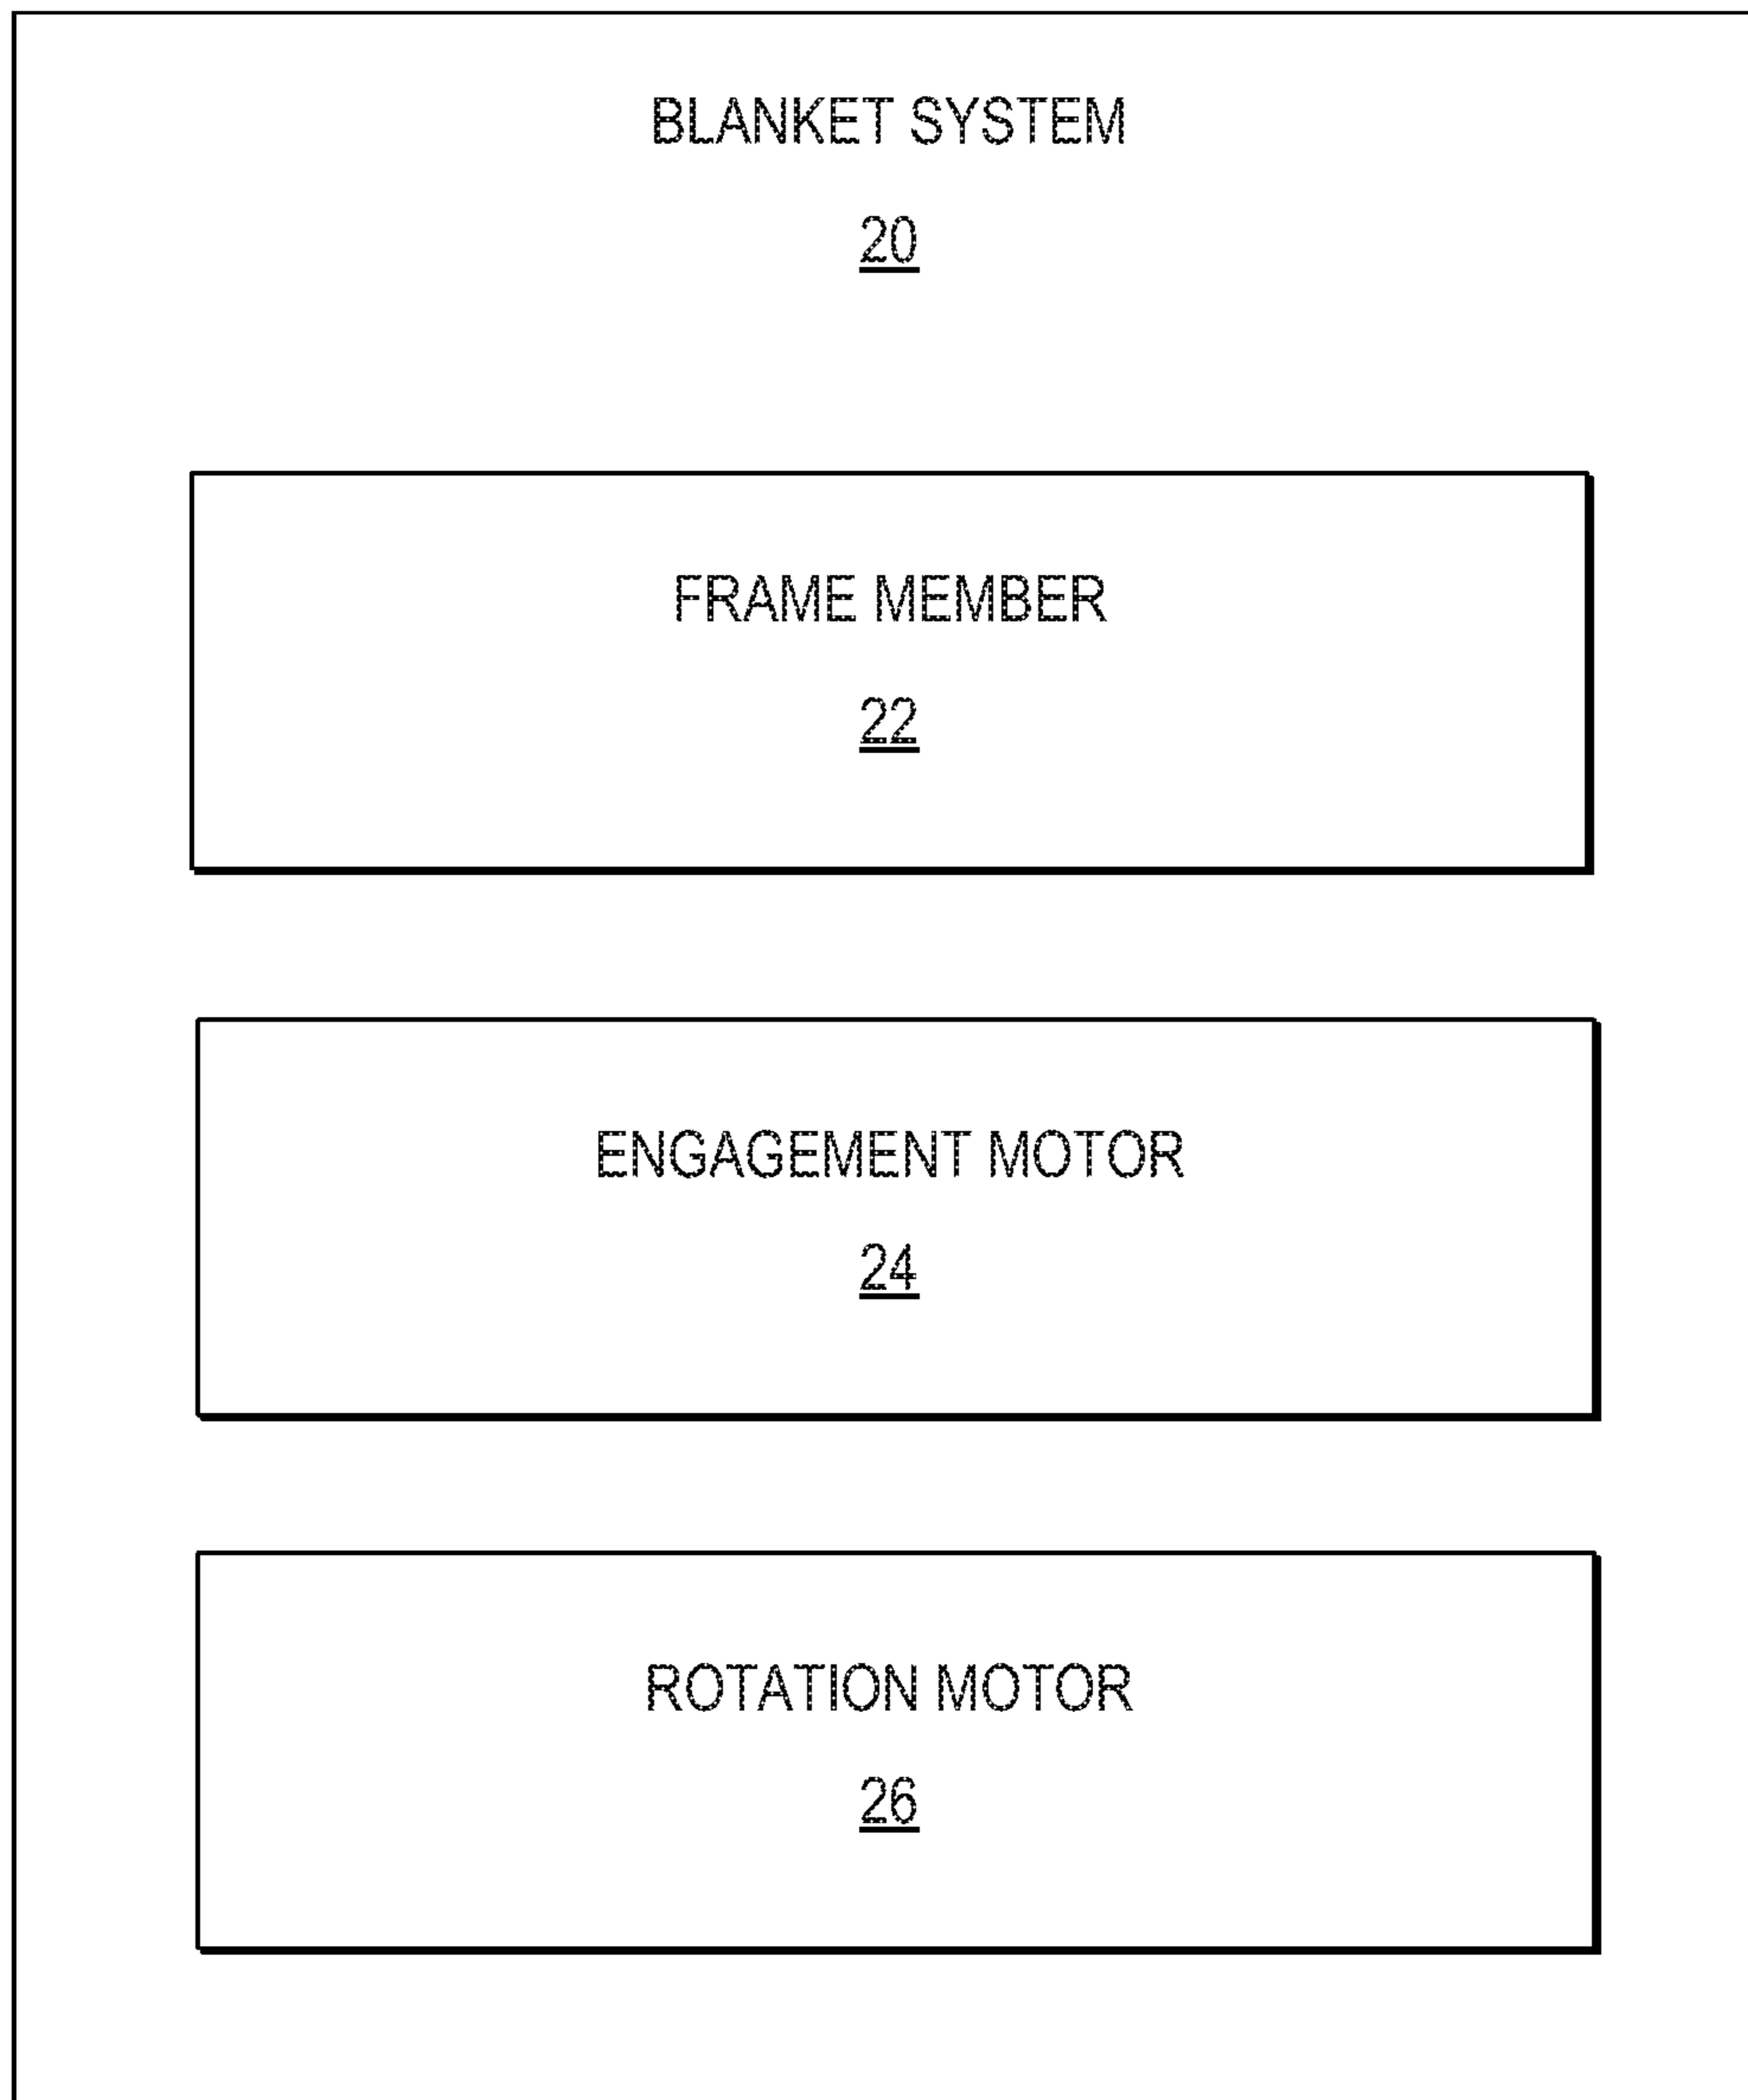 BLANKET SYSTEM
20
FRAME MEMBER
22
ENGAGEMENT MOTOR
24
ROTATION MOTOR
26